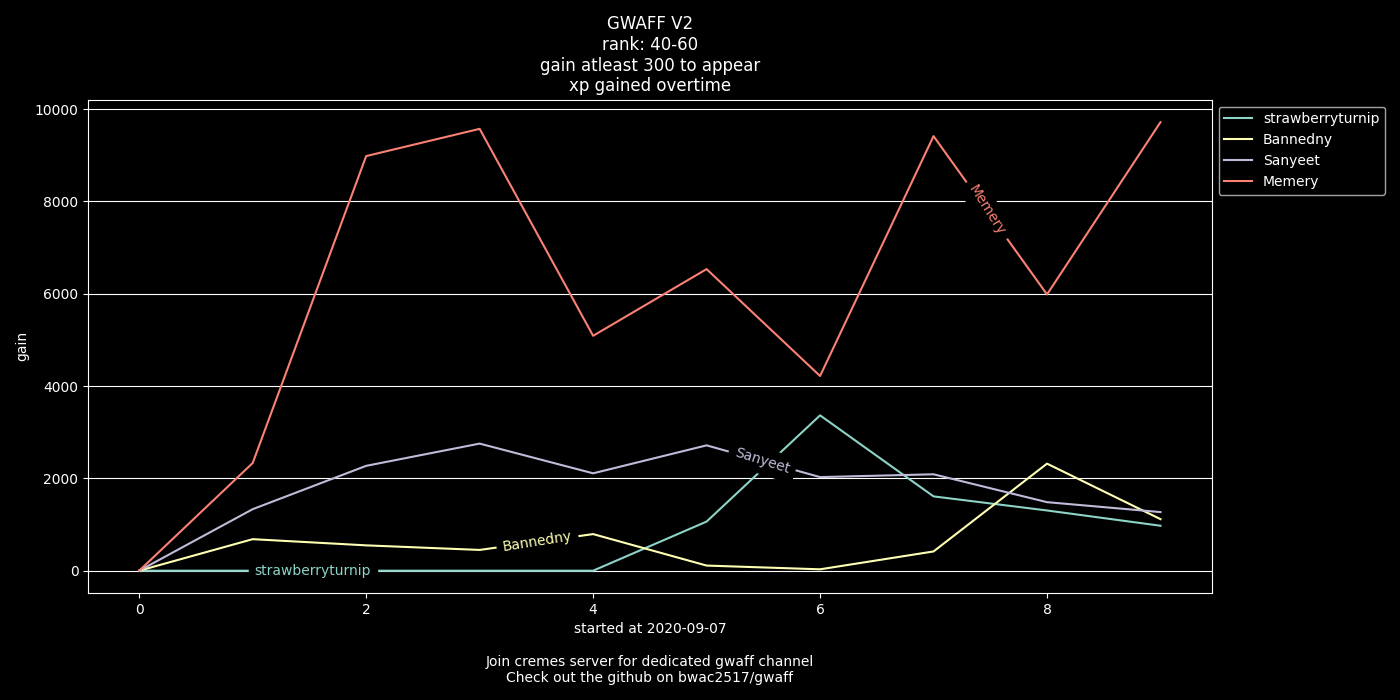 GWAFF V2
rank: 40-60
gain atleast 300 to appear
xp gained overtime
10000
8000
6000
4000
2000
0
gain
strawberryturnip
Bannedny
Sanyeet
Memery
Memery
Sanyeet
Bannedny
strawberryturnip
0 2 4 6 8
started at 2020-09-07
Join cremes server for dedicated gwaff channel
Check out the github on bwac2517/gwaff